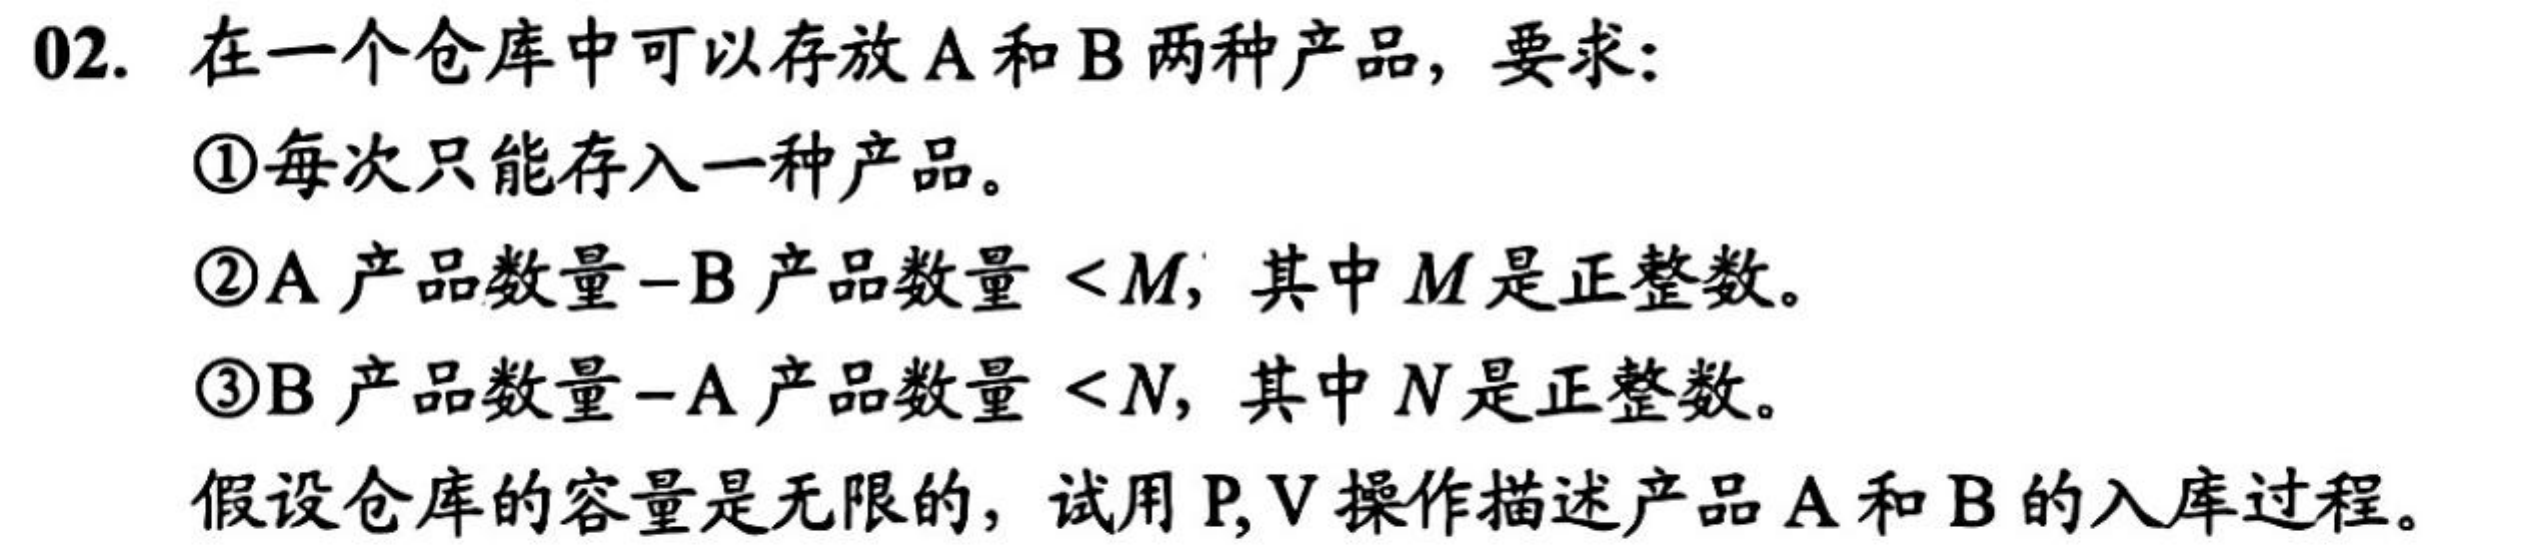 02. 在一个仓库中可以存放 A 和 B 两种产品，要求：
①每次只能存入一种产品。
②A 产品数量－B 产品数量 <M，其中 M 是正整数。
③B 产品数量－A 产品数量 <N，其中 N 是正整数。
假设仓库的容量是无限的，试用 P, V 操作描述产品 A 和 B 的入库过程。